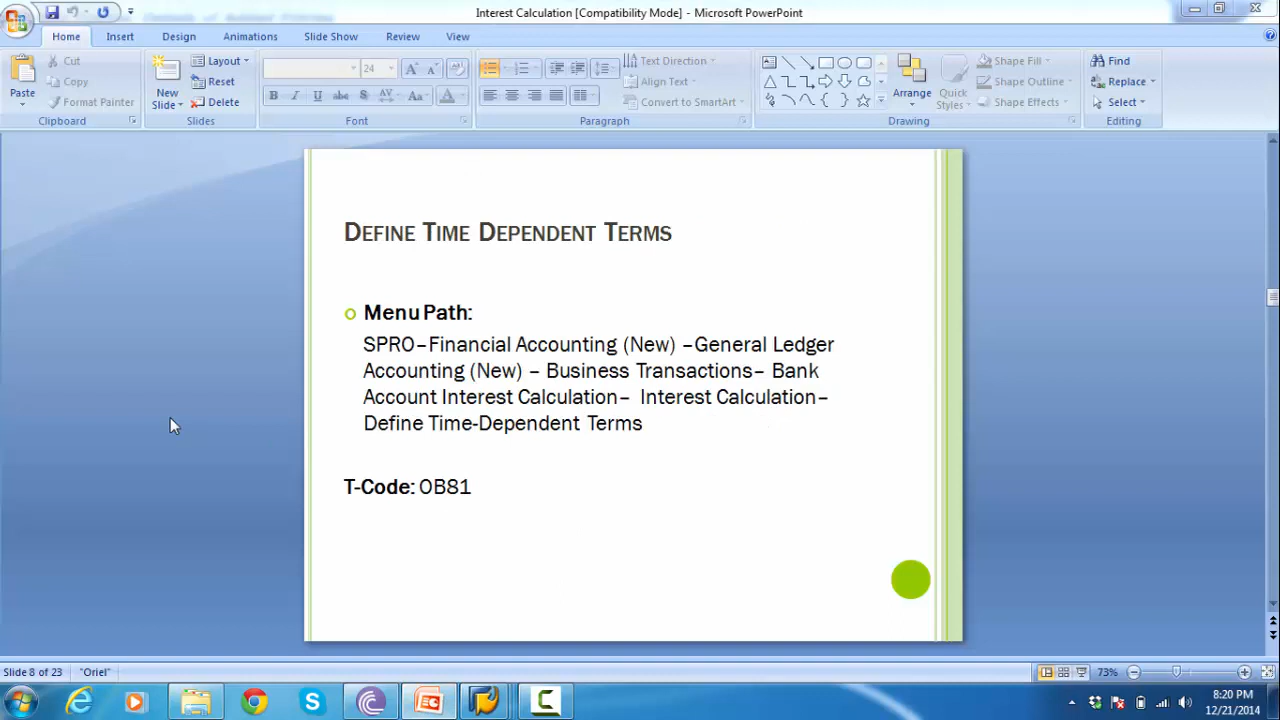 Interest Calculation [Compatibility Mode] - Microsoft PowerPoint
Home Insert Design Slide Show Animations Review View
Paste
Cut
Copy
Format Painter
Clipboard
New Slide
Layout
Reset
Delete
Slides
24
B I U abc S AV Aa A
Font
Text Direction
Align Text
Convert to SmartArt
Paragraph
Arrange
Quick Styles
Shape Fill
Shape Outline
Shape Effects
Drawing
Find
Replace
Select
Editing
DEFINE TIME DEPENDENT TERMS
Menu Path:
SPRO–Financial Accounting (New) –General Ledger
Accounting (New) – Business Transactions– Bank
Account Interest Calculation– Interest Calculation–
Define Time-Dependent Terms
T-Code: OB81
Slide 8 of 23 "Oriel" 73%
8:20 PM
12/21/2014